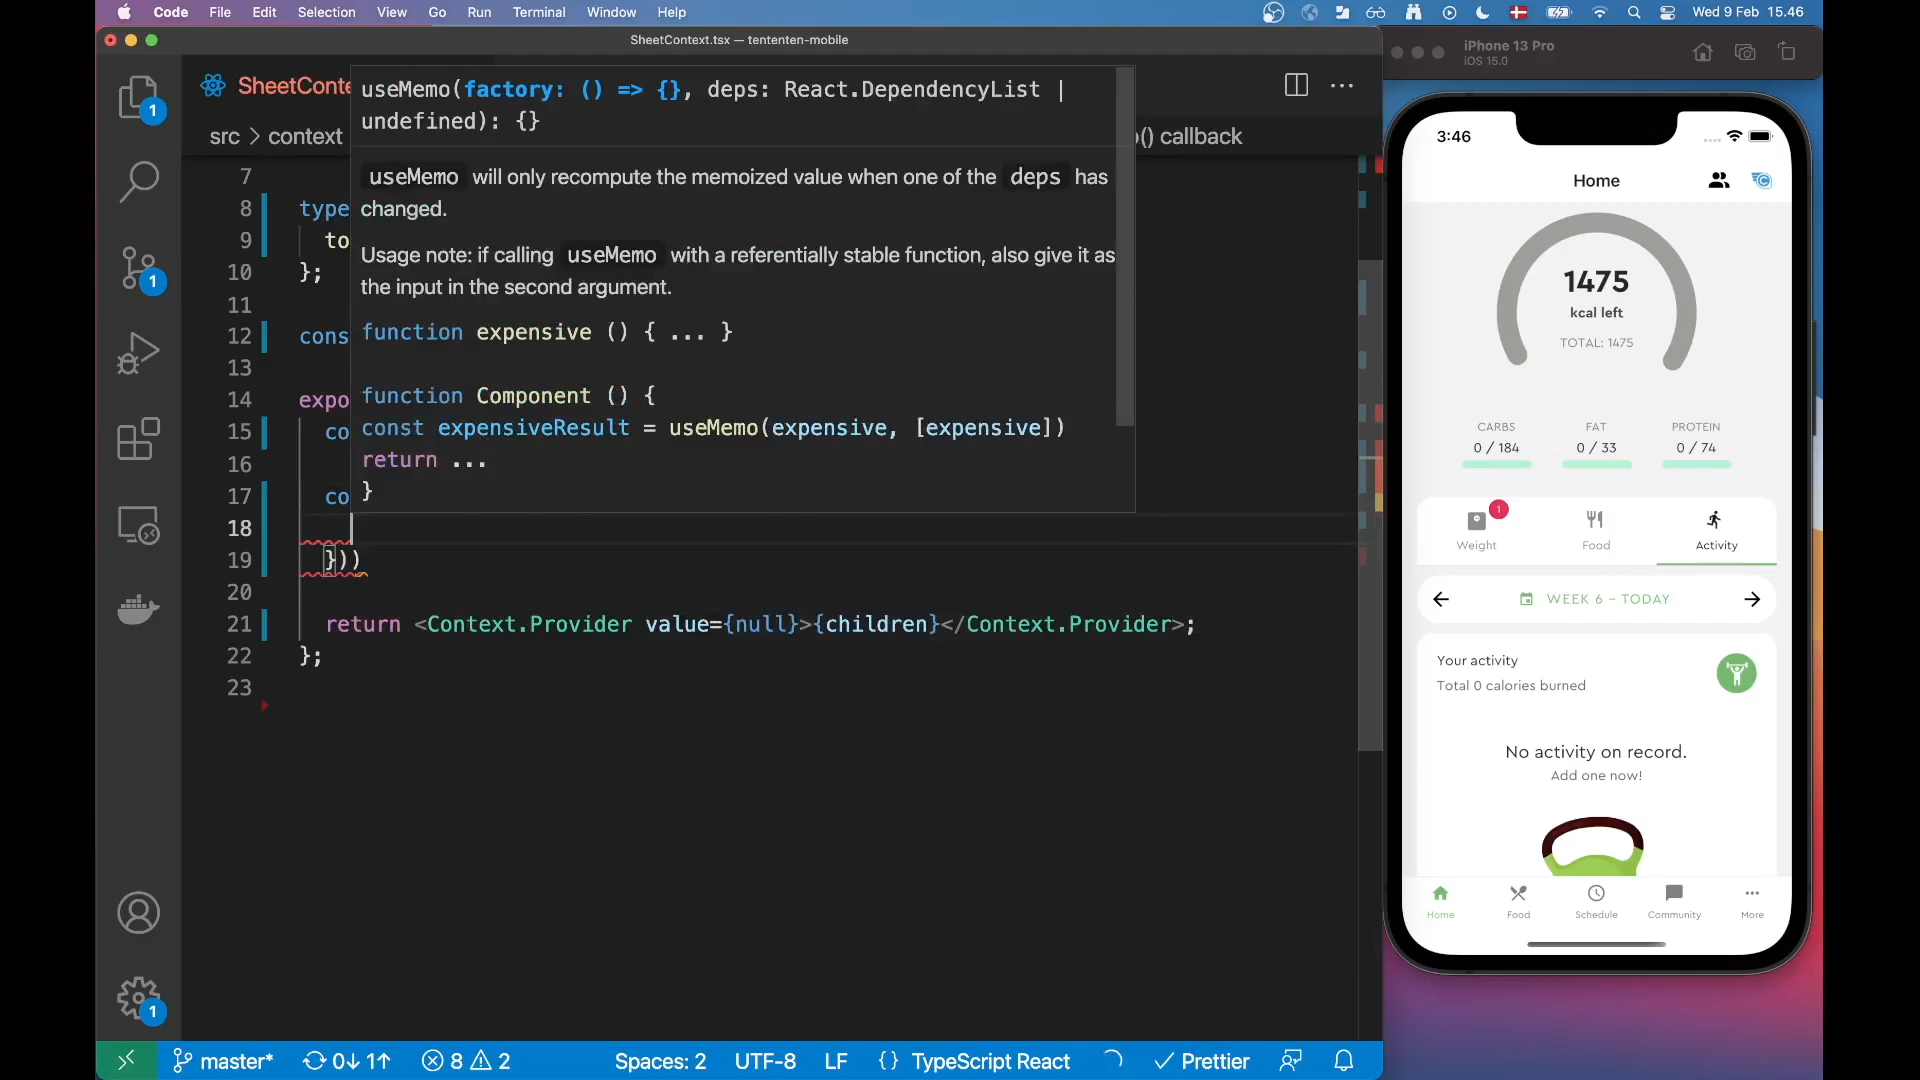 Code File Edit Selection View Go Run Terminal Window Help
Wed 9 Feb 15.46
SheetContext.tsx — tententen-mobile
SheetConte
src > context
() callback
useMemo(factory: () => {}, deps: React.DependencyList |
undefined): {}
useMemo will only recompute the memoized value when one of the deps has
changed.
Usage note: if calling useMemo with a referentially stable function, also give it as
the input in the second argument.
function expensive () { ... }
function Component () {
const expensiveResult = useMemo(expensive, [expensive])
return ...
}
7
8 type
9 to
10 };
11
12 cons
13
14 expo
15 co
16
17 co
18
19 }))
20
21 return <Context.Provider value={null}>{children}</Context.Provider>;
22 };
23
1
1
1
master* 0↓ 1↑ 8 2
Spaces: 2 UTF-8 LF {} TypeScript React Prettier
iPhone 13 Pro
iOS 15.0
3:46
Home
1475
kcal left
TOTAL: 1475
CARBS FAT PROTEIN
0 / 184 0 / 33 0 / 74
1
Weight Food Activity
WEEK 6 – TODAY
Your activity
Total 0 calories burned
No activity on record.
Add one now!
Home Food Schedule Community More